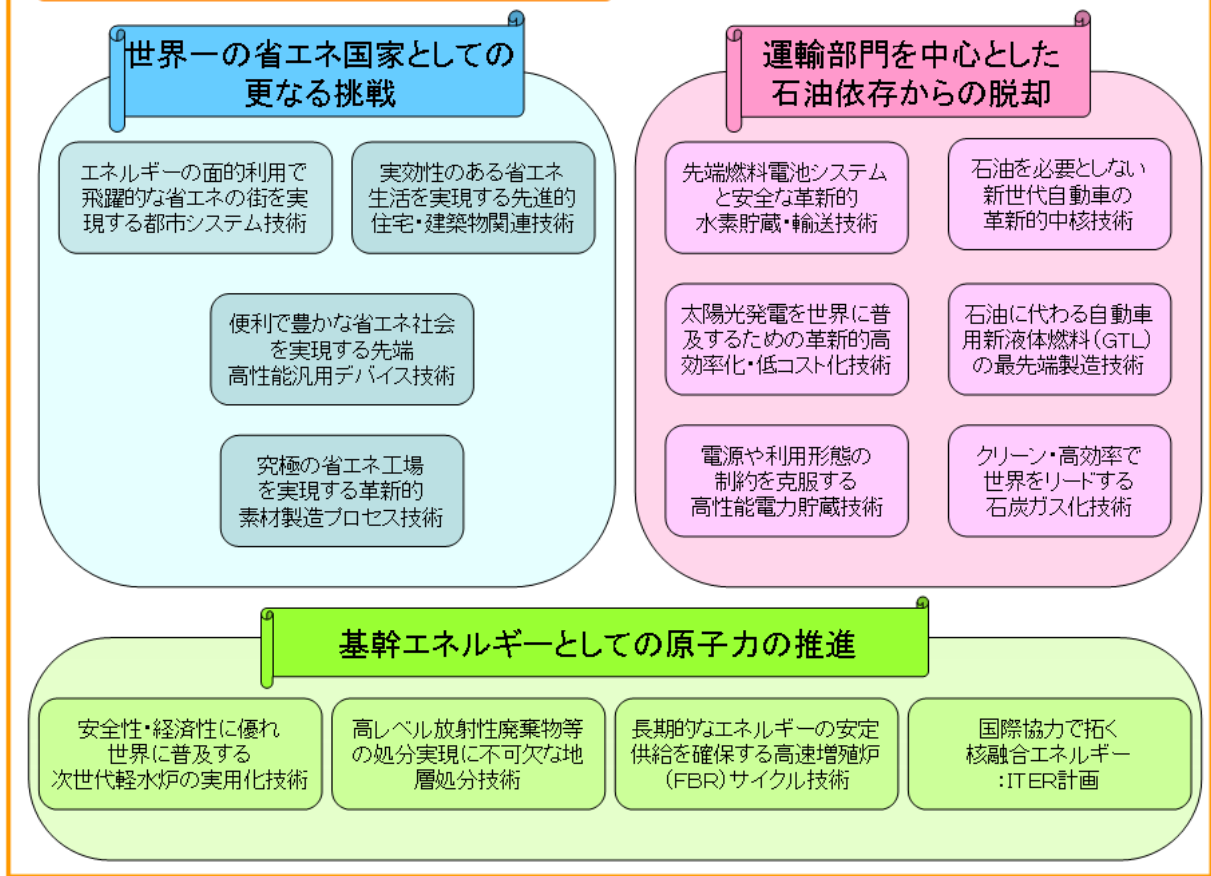 世界一の省エネ国家としての
更なる挑戦
エネルギーの面的利用で
飛躍的な省エネの街を実
現する都市システム技術
実効性のある省エネ
生活を実現する先進的
住宅・建築物関連技術
便利で豊かな省エネ社会
を実現する先端
高性能汎用デバイス技術
究極の省エネ工場
を実現する革新的
素材製造プロセス技術
運輸部門を中心とした
石油依存からの脱却
先端燃料電池システム
と安全な革新的
水素貯蔵・輸送技術
石油を必要としない
新世代自動車の
革新的中核技術
太陽光発電を世界に普
及するための革新的高
効率化・低コスト化技術
石油に代わる自動車
用新液体燃料(GTL)
の最先端製造技術
電源や利用形態の
制約を克服する
高性能電力貯蔵技術
クリーン・高効率で
世界をリードする
石炭ガス化技術
基幹エネルギーとしての原子力の推進
安全性・経済性に優れ
世界に普及する
次世代軽水炉の実用化技術
高レベル放射性廃棄物等
の処分実現に不可欠な地
層処分技術
長期的なエネルギーの安定
供給を確保する高速増殖炉
(FBR)サイクル技術
国際協力で拓く
核融合エネルギー
:ITER計画